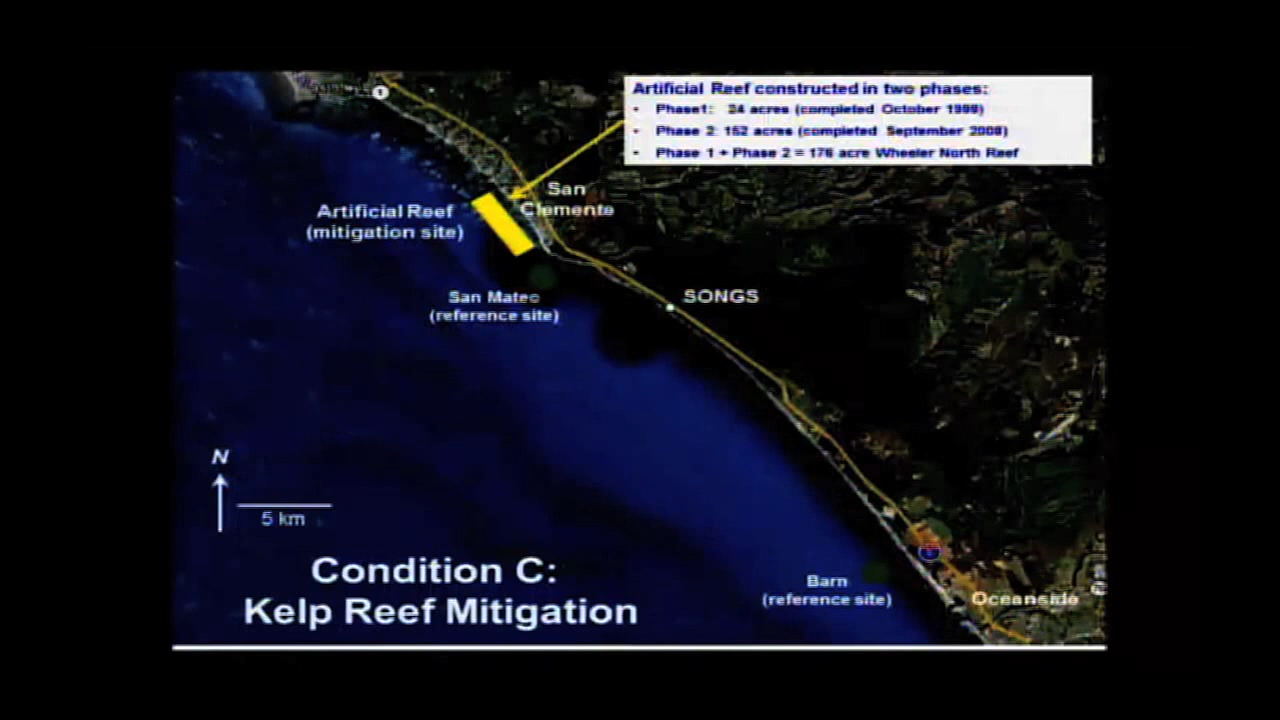 Artificial Reef constructed in two phases:
• Phase1: 24 acres (completed October 1999)
• Phase 2: 152 acres (completed September 2008)
• Phase 1 + Phase 2 = 176 acre Wheeler North Reef
San
Clemente
Artificial Reef
(mitigation site)
San Mateo
(reference site)
SONGS
N
5 km
Condition C:
Kelp Reef Mitigation
Barn
(reference site)
Oceanside